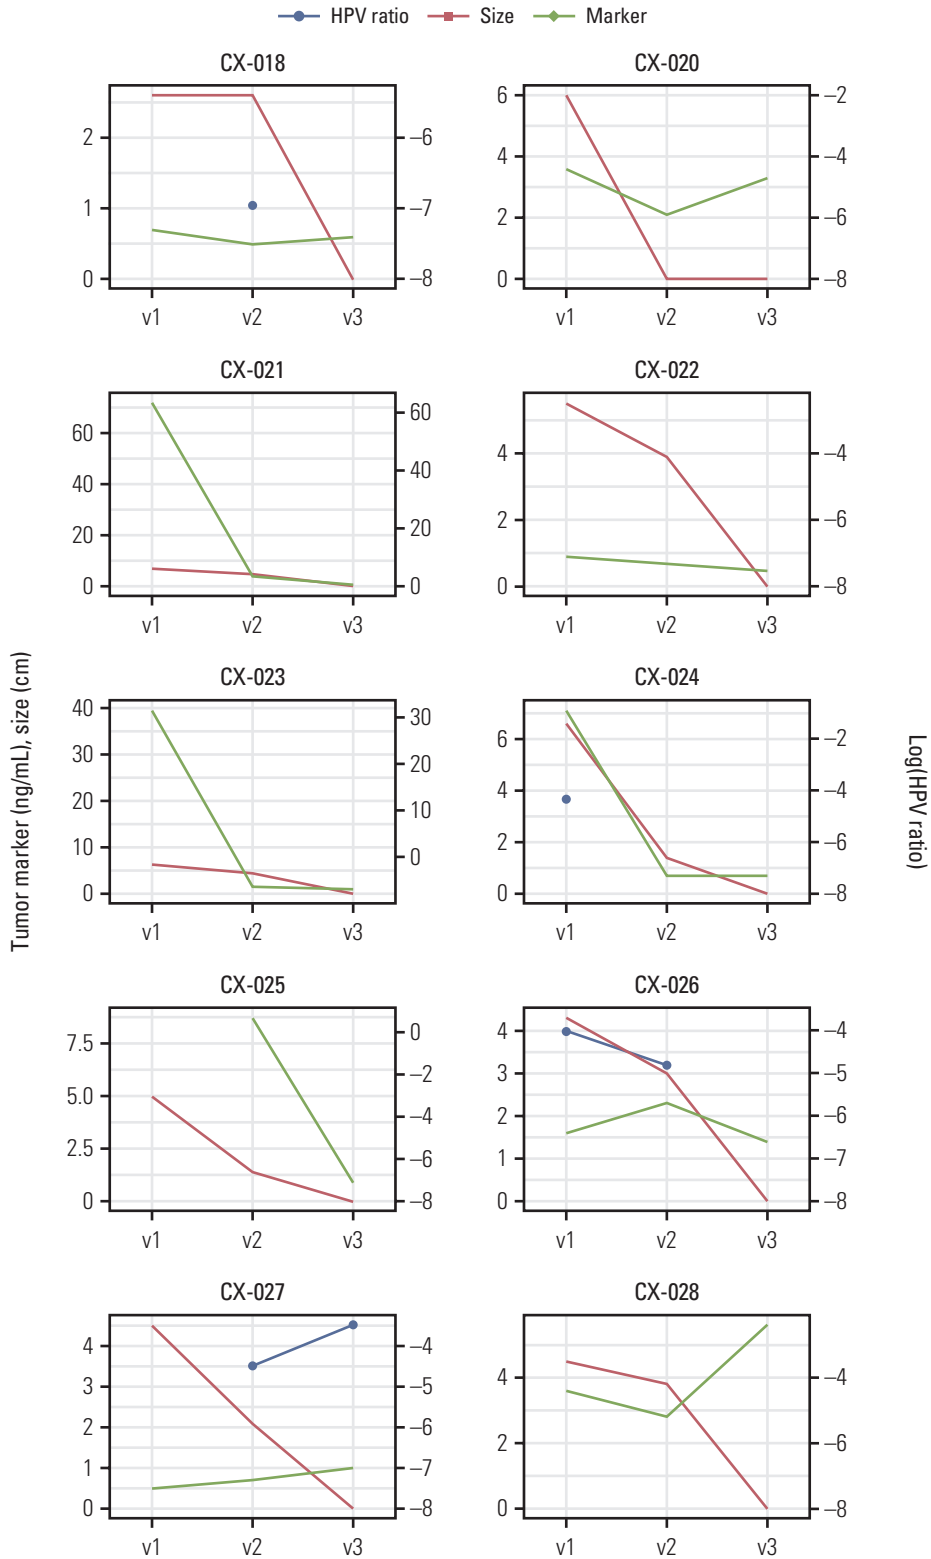 HPV ratio Size Marker
CX-018 CX-020
2 1 0 –6 –7 –8 6 4 2 0 –2 –4 –6 –8
v1 v2 v3 v1 v2 v3
CX-021 CX-022
60 40 20 0 60 40 20 0 4 2 0 –4 –6 –8
v1 v2 v3 v1 v2 v3
Tumor marker (ng/mL), size (cm)
CX-023 CX-024
40 30 20 10 0 30 20 10 0 6 4 2 0 –2 –4 –6 –8
v1 v2 v3 v1 v2 v3
Log(HPV ratio)
CX-025 CX-026
7.5 5.0 2.5 0 0 –2 –4 –6 –8 4 3 2 1 0 –4 –5 –6 –7 –8
v1 v2 v3 v1 v2 v3
CX-027 CX-028
4 3 2 1 0 –4 –5 –6 –7 –8 4 2 0 –4 –6 –8
v1 v2 v3 v1 v2 v3